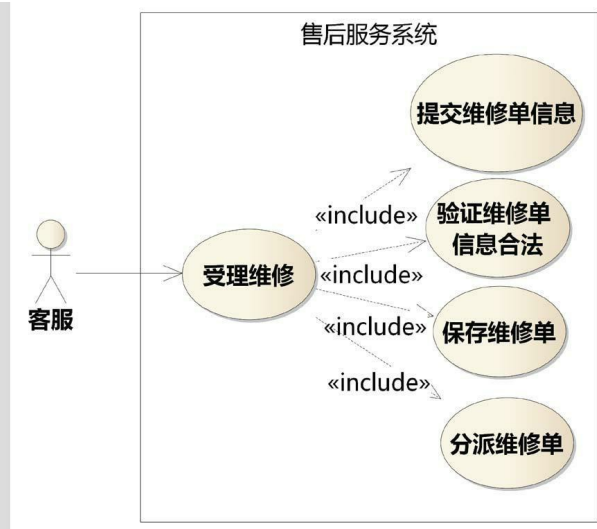 售后服务系统
提交维修单信息
«include»
验证维修单
信息合法
受理维修
«include»
客服
«include»
保存维修单
«include»
分派维修单